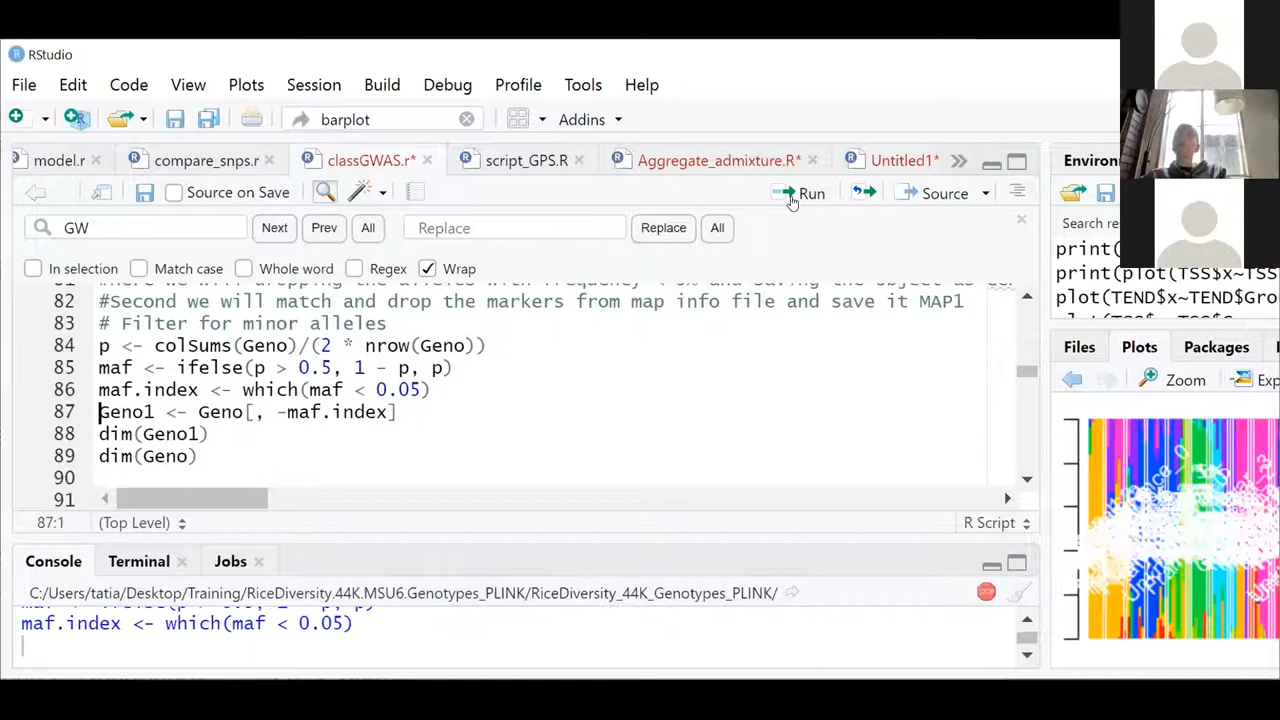 RStudio
File Edit Code View Plots Session Build Debug Profile Tools Help
barplot Addins
model.r compare_snps.r classGWAS.r* script_GPS.R Aggregate_admixture.R* Untitled1*
Source on Save Run Source
GW Next Prev All Replace Replace All
In selection Match case Whole word Regex Wrap
82 #Second we will match and drop the markers from map info file and save it MAP1
83 # Filter for minor alleles
84 p <- colSums(Geno)/(2 * nrow(Geno))
85 maf <- ifelse(p > 0.5, 1 - p, p)
86 maf.index <- which(maf < 0.05)
87 Geno1 <- Geno[, -maf.index]
88 dim(Geno1)
89 dim(Geno)
90
91
87:1 (Top Level) R Script
Console Terminal Jobs
C:/Users/tatia/Desktop/Training/RiceDiversity.44K.MSU6.Genotypes_PLINK/RiceDiversity_44K_Genotypes_PLINK/
maf.index <- which(maf < 0.05)
Environ
Search re
print(
print(plot(TSS$x~TSS$G
plot(TEND$x~TEND$Gro
Files Plots Packages
Zoom Exp